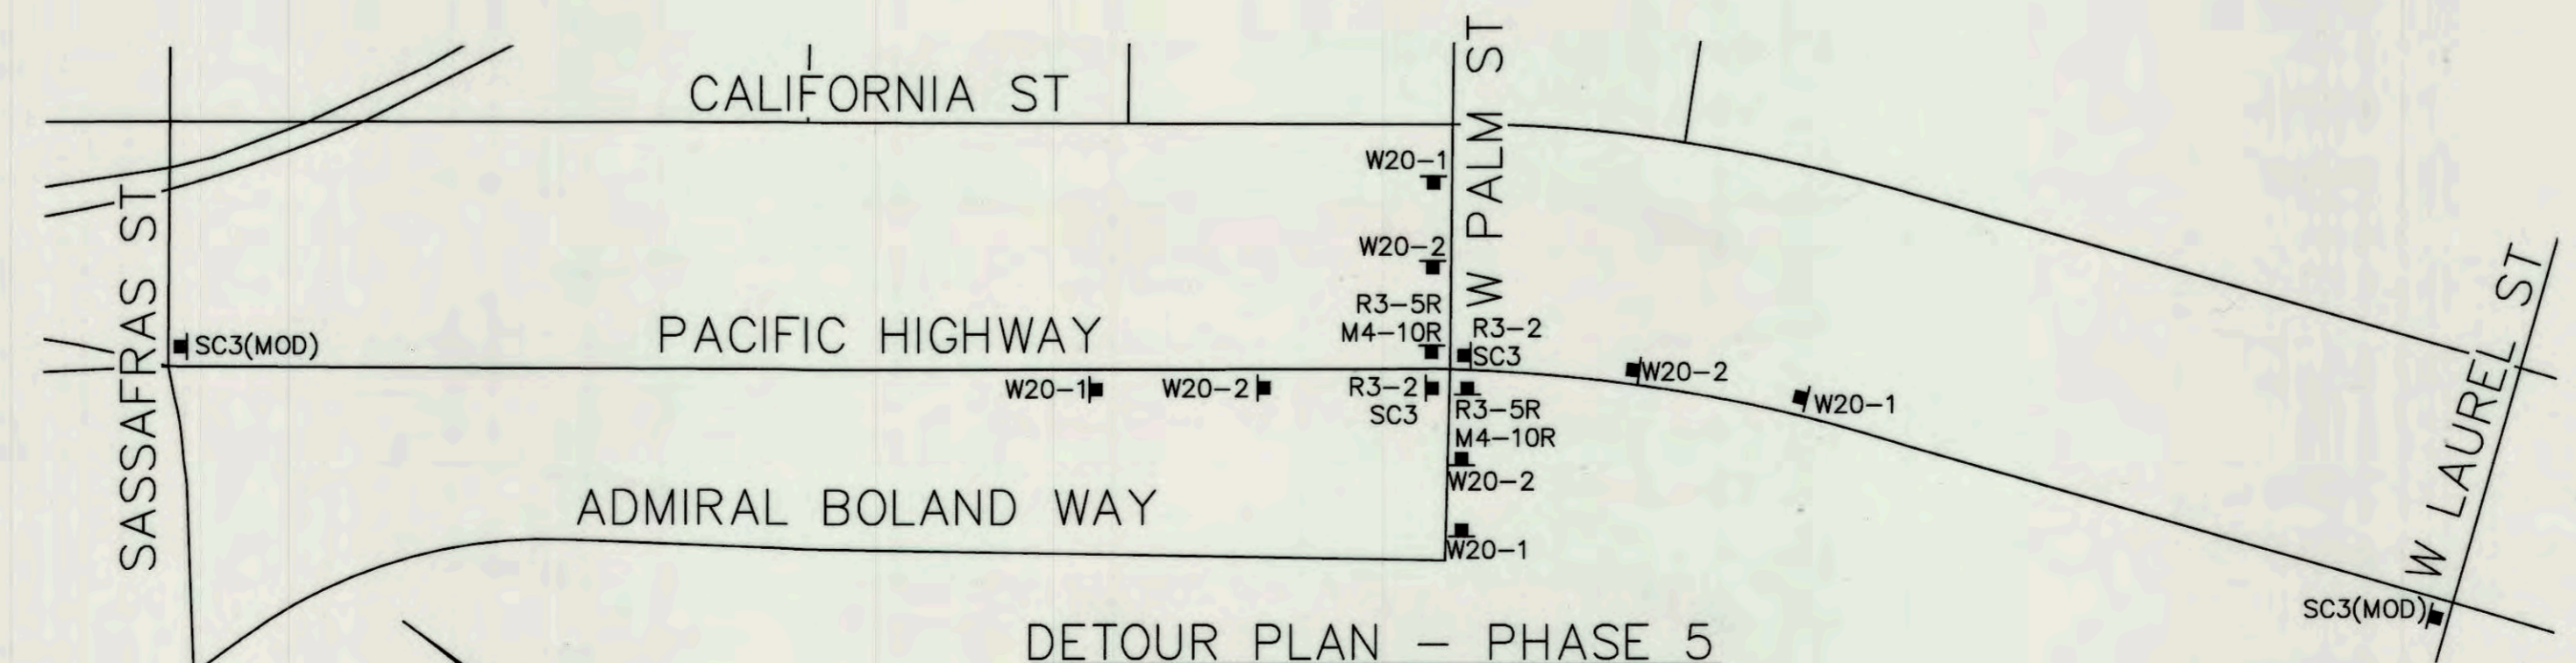 CALIFORNIA ST
W PALM ST
W20-1
W20-2
R3-5R
M4-10R
SASSAFRAS ST
SC3(MOD)
PACIFIC HIGHWAY
R3-2
SC3
W20-2
W20-1
W20-1
W20-2
R3-2
SC3
R3-5R
M4-10R
W20-2
W20-1
ADMIRAL BOLAND WAY
W LAUREL ST
SC3(MOD)
DETOUR PLAN – PHASE 5